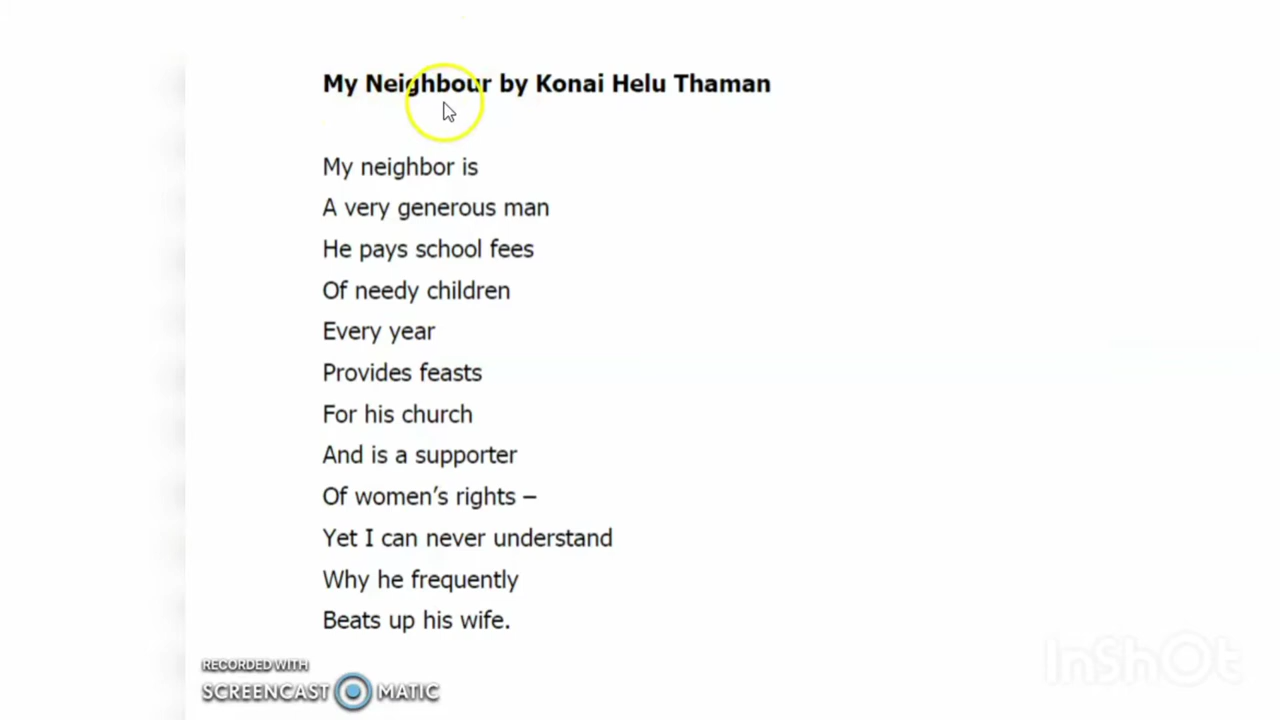 My Neighbour by Konai Helu Thaman
My neighbor is
A very generous man
He pays school fees
Of needy children
Every year
Provides feasts
For his church
And is a supporter
Of women's rights –
Yet I can never understand
Why he frequently
Beats up his wife.
RECORDED WITH
SCREENCAST MATIC
InShOt